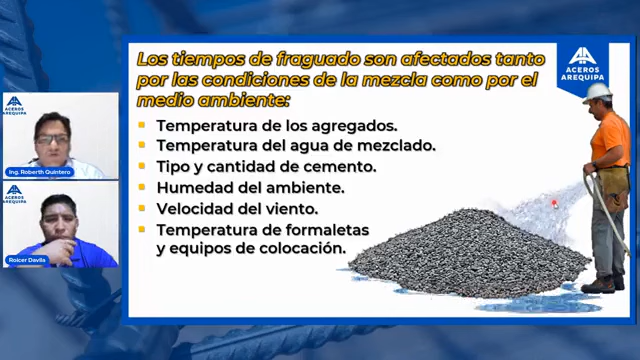 Los tiempos de fraguado son afectados tanto
por las condiciones de la mezcla como por el
medio ambiente:
Temperatura de los agregados.
Temperatura del agua de mezclado.
Tipo y cantidad de cemento.
Humedad del ambiente.
Velocidad del viento.
Temperatura de formaletas
y equipos de colocación.
ACEROS
AREQUIPA
ACEROS
AREQUIPA
Ing. Roberth Quintero
ACEROS
AREQUIPA
Roicer Davila